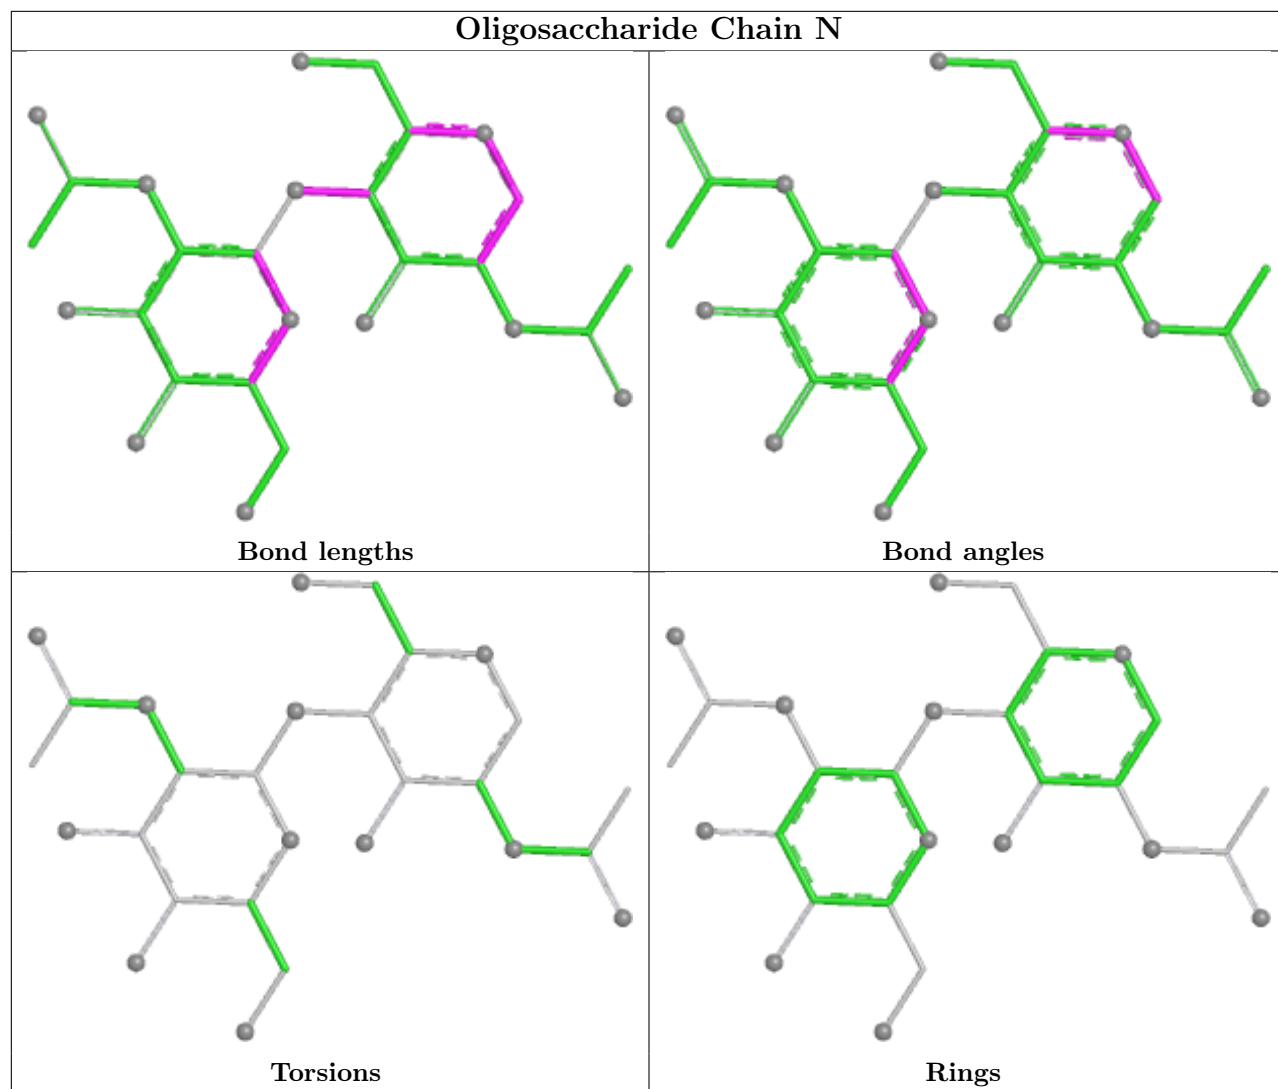 Oligosaccharide Chain N
Bond lengths
Bond angles
Torsions
Rings